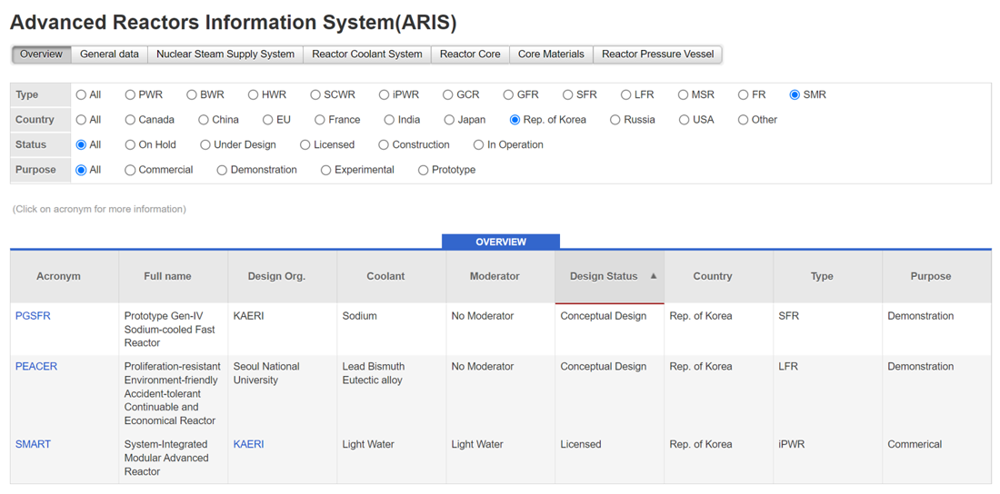 Advanced Reactors Information System(ARIS)
Overview General data Nuclear Steam Supply System Reactor Coolant System Reactor Core Core Materials Reactor Pressure Vessel
Type All PWR BWR HWR SCWR iPWR GCR GFR SFR LFR MSR FR SMR
Country All Canada China EU France India Japan Rep. of Korea Russia USA Other
Status All On Hold Under Design Licensed Construction In Operation
Purpose All Commercial Demonstration Experimental Prototype
(Click on acronym for more information)
OVERVIEW
Acronym Full name Design Org. Coolant Moderator Design Status ▲ Country Type Purpose
PGSFR Prototype Gen-IV KAERI Sodium No Moderator Conceptual Design Rep. of Korea SFR Demonstration
Sodium-cooled Fast
Reactor
PEACER Proliferation-resistant Seoul National Lead Bismuth No Moderator Conceptual Design Rep. of Korea LFR Demonstration
Environment-friendly University Eutectic alloy
Accident-tolerant
Continuable and
Economical Reactor
SMART System-Integrated KAERI Light Water Light Water Licensed Rep. of Korea iPWR Commerical
Modular Advanced
Reactor